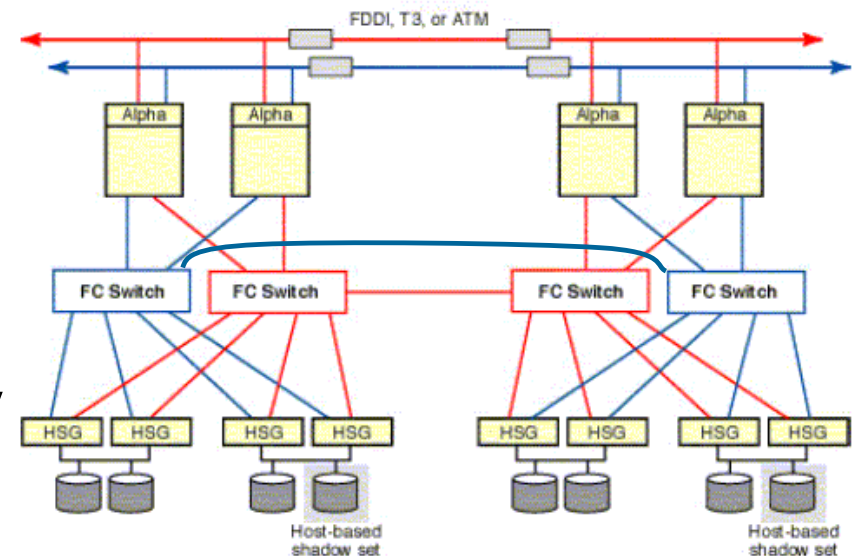 FDDI, T3, or ATM
Alpha Alpha Alpha Alpha
FC Switch FC Switch FC Switch FC Switch
HSG HSG HSG HSG HSG HSG HSG HSG
Host-based Host-based
shadow set shadow set